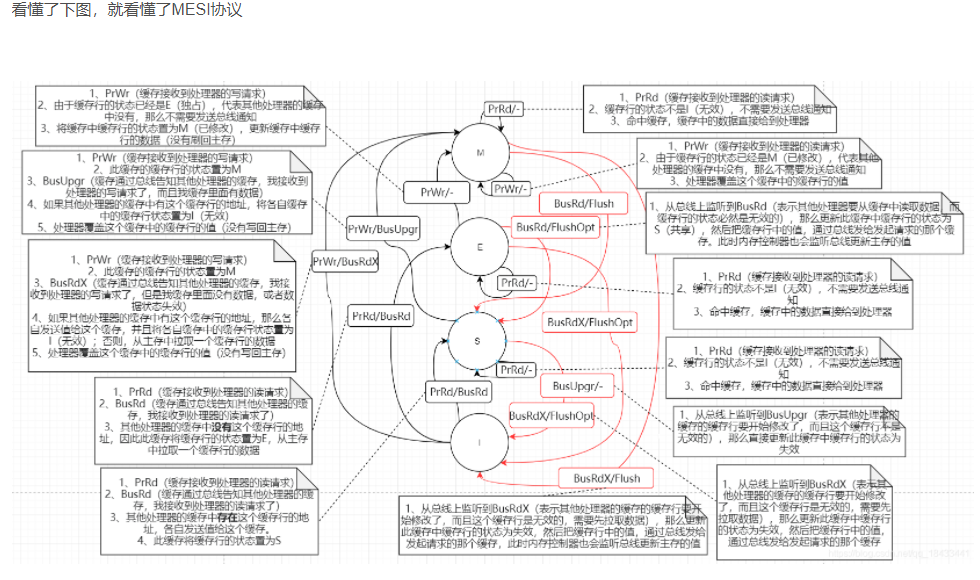 看懂了下图，就看懂了MESI协议
1、PrWr（缓存接收到处理器的写请求）
2、由于缓存行的状态已经是E（独占），代表其他处理器的缓存
中没有，那么不需要发送总线通知
3、将缓存中缓存行的状态置为M（已修改），更新缓存中缓存
行的数据（没有刷回主存）
1、PrWr（缓存接收到处理器的写请求）
2、此缓存的缓存行的状态置为M
3、BusUpgr（缓存通过总线告知其他处理器的缓存，我接收到
处理器的写请求了，而且我缓存里面有数据）
4、如果其他处理器的缓存中有这个缓存行的地址，将各自缓存
中的缓存行状态置为I（无效）
5、处理器覆盖这个缓存中的缓存行的值（没有写回主存）
1、PrWr（缓存接收到处理器的写请求）
2、此缓存的缓存行的状态置为M
3、BusRdX（缓存通过总线告知其他处理器的缓存，我接
收到处理器的写请求了，但是我缓存里面没有数据，或者数
据状态失效）
4、如果其他处理器的缓存中有这个缓存行的地址，那么各
自发送值给这个缓存，并且将各自缓存中的缓存行状态置为
I（无效）；否则，从主存中拉取一个缓存行的数据
5、处理器覆盖这个缓存中的缓存行的值（没有写回主存）
1、PrRd（缓存接收到处理器的读请求）
2、BusRd（缓存通过总线告知其他处理器的缓
存，我接收到处理器的读请求了）
3、其他处理器的缓存中没有这个缓存行的地
址，因此此缓存将缓存行的状态置为E，从主存
中拉取一个缓存行的数据
1、PrRd（缓存接收到处理器的读请求）
2、BusRd（缓存通过总线告知其他处理器的缓
存，我接收到处理器的读请求了）
3、其他处理器的缓存中存在这个缓存行的地
址，各自发送值给这个缓存，
4、此缓存将缓存行的状态置为S
PrRd/-
M
PrWr/-
PrWr/-
BusRd/Flush
PrWr/BusUpgr
BusRd/FlushOpt
E
PrWr/BusRdX
PrRd/-
PrRd/BusRd
BusRdX/FlushOpt
S
PrRd/-
PrRd/BusRd
BusUpgr/-
BusRdX/FlushOpt
I
BusRdX/Flush
1、PrRd（缓存接收到处理器的读请求）
2、缓存行的状态不是I（无效），不需要发送总线通知
3、命中缓存，缓存中的数据直接给到处理器
1、PrWr（缓存接收到处理器的写请求）
2、由于缓存行的状态已经是M（已修改），代表其他
处理器的缓存中没有，那么不需要发送总线通知
3、处理器覆盖这个缓存中的缓存行的值
1、从总线上监听到BusRd（表示其他处理器要从缓存中读取数据，而
缓存行的状态必然是无效的），那么更新此缓存中缓存行的状态为
S（共享），然后把缓存行中的值，通过总线发给发起请求的那个缓
存。此时内存控制器也会监听总线更新主存的值
1、PrRd（缓存接收到处理器的读请求）
2、缓存行的状态不是I（无效），不需要发送总线通
知
3、命中缓存，缓存中的数据直接给到处理器
1、PrRd（缓存接收到处理器的读请求）
2、缓存行的状态不是I（无效），不需要发送总线通
知
3、命中缓存，缓存中的数据直接给到处理器
1、从总线上监听到BusUpgr（表示其他处理器的
缓存的缓存行要开始修改了，而且这个缓存行不是
无效的），那么直接更新此缓存中缓存行的状态为
失效
1、从总线上监听到BusRdX（表示其
他处理器的缓存的缓存行要开始修改
了，而且这个缓存行是无效的，需要先
拉取数据），那么更新此缓存中缓存行
的状态为失效，然后把缓存行中的值，
通过总线发给发起请求的那个缓存
1、从总线上监听到BusRdX（表示其他处理器的缓存的缓存行要开
始修改了，而且这个缓存行是无效的，需要先拉取数据），那么更新
此缓存中缓存行的状态为失效，然后把缓存行中的值，通过总线发给
发起请求的那个缓存，此时内存控制器也会监听总线更新主存的值